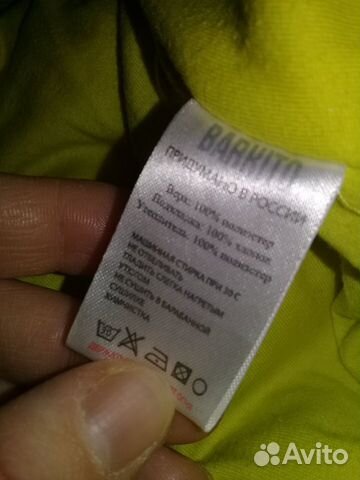 BARKITO
ПРИДУМАНО В РОССИИ
Верх: 100% полиэстер
Подкладка: 100% хлопок
Утеплитель: 100% полиэстер
МАШИННАЯ СТИРКА ПРИ 30 С
НЕ ОТБЕЛИВАТЬ
ГЛАДИТЬ СЛЕГКА НАГРЕТЫМ
УТЮГОМ
НЕ СУШИТЬ В БАРАБАННОЙ
СУШИЛКЕ
ХИМЧИСТКА
30
Avito